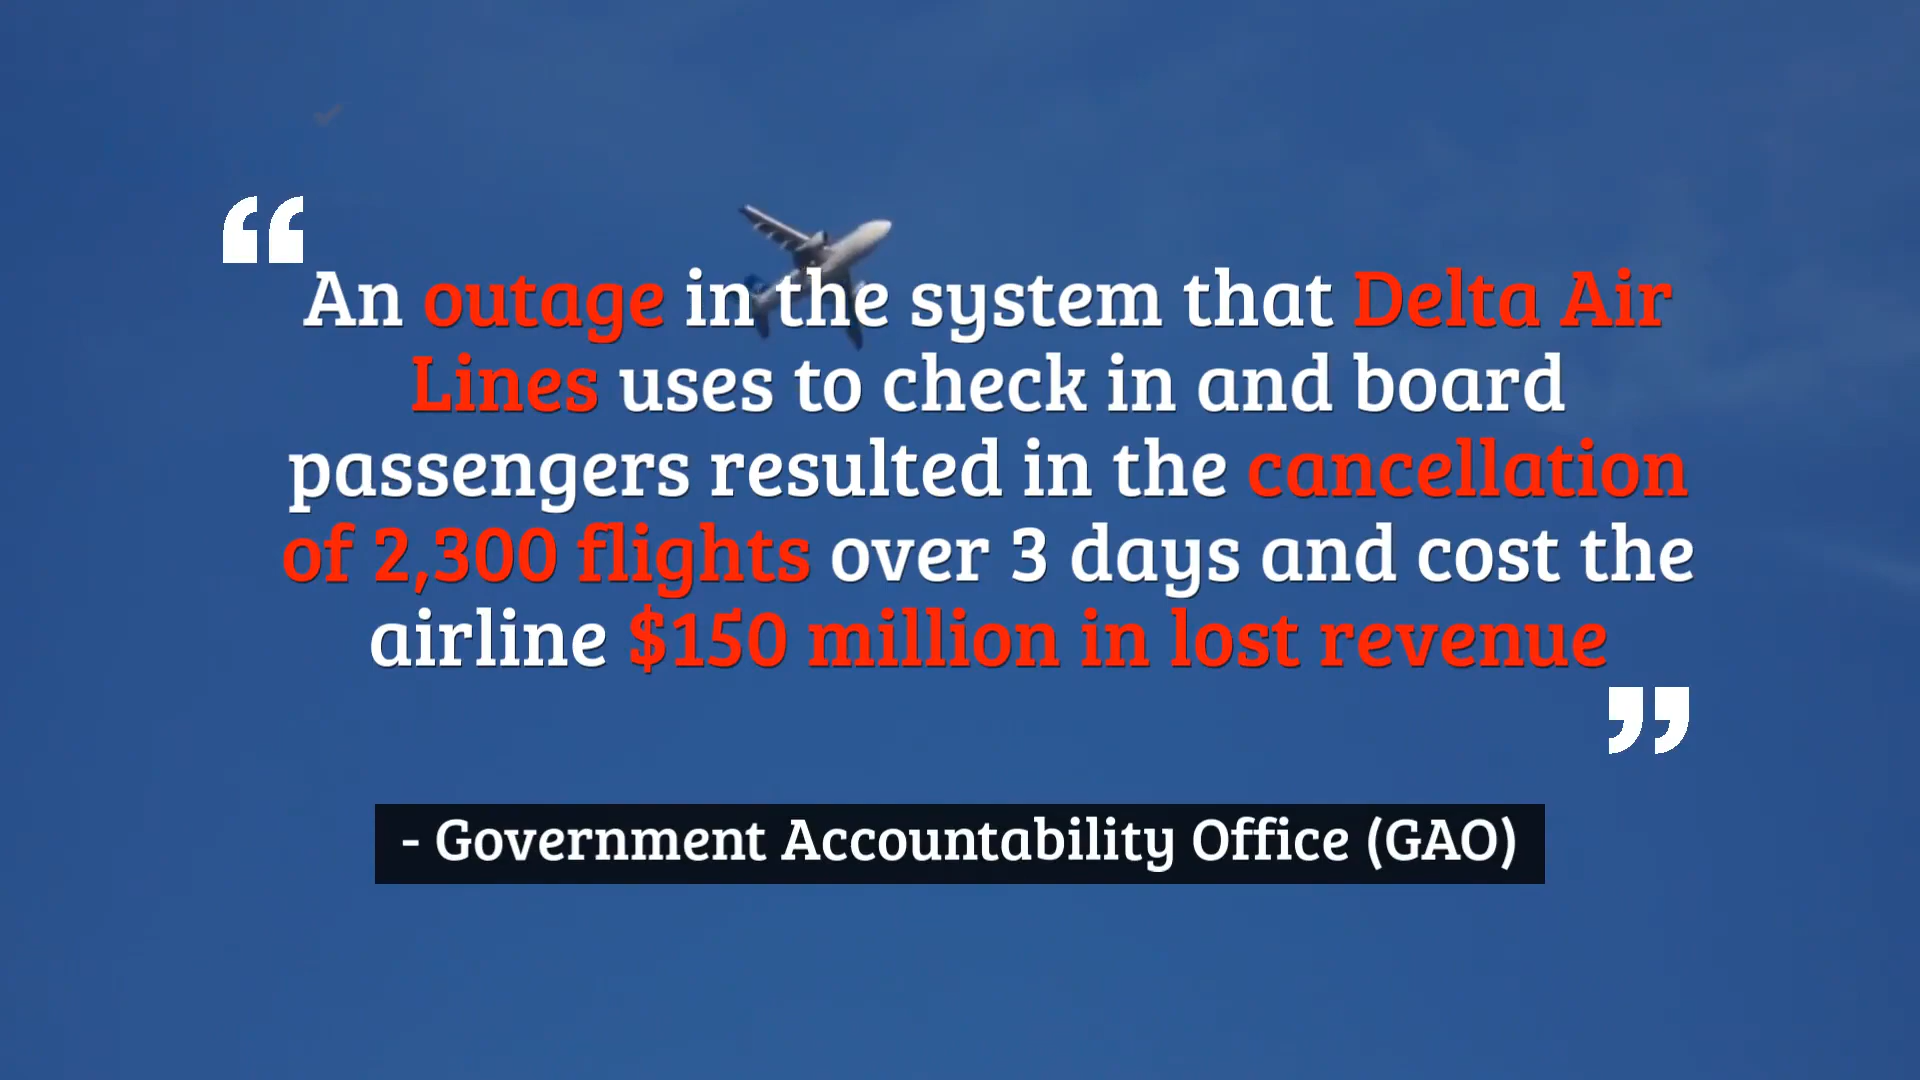 “
An outage in the system that Delta Air
Lines uses to check in and board
passengers resulted in the cancellation
of 2,300 flights over 3 days and cost the
airline $150 million in lost revenue
”
- Government Accountability Office (GAO)